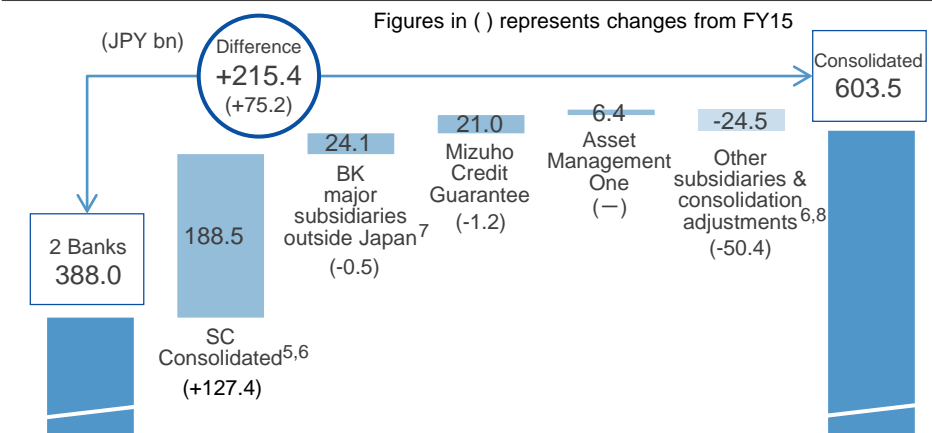 Figures in ( ) represents changes from FY15
(JPY bn)
Difference
+215.4
(+75.2)
Consolidated
603.5
2 Banks
388.0
188.5
SC
Consolidated5,6
(+127.4)
24.1
BK
major
subsidiaries
outside Japan7
(-0.5)
21.0
Mizuho
Credit
Guarantee
(-1.2)
6.4
Asset
Management
One
(—)
-24.5
Other
subsidiaries &
consolidation
adjustments6,8
(-50.4)